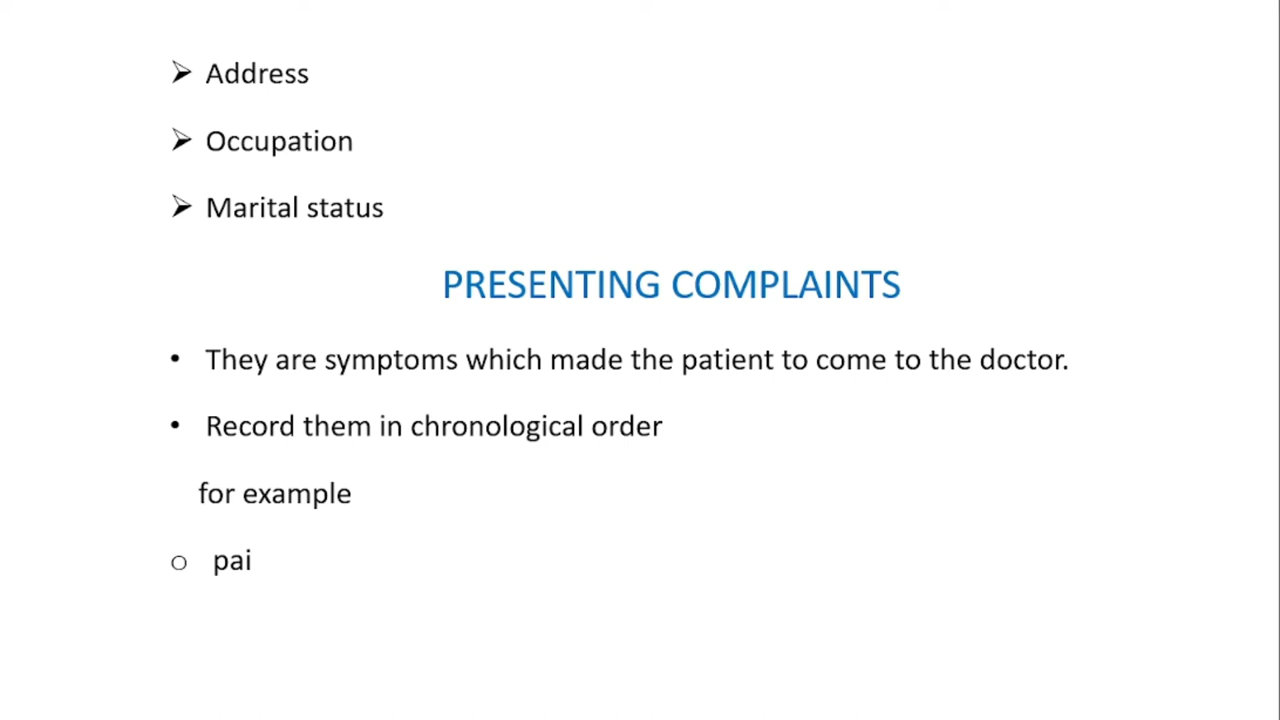 ➢ Address
➢ Occupation
➢ Marital status
PRESENTING COMPLAINTS
• They are symptoms which made the patient to come to the doctor.
• Record them in chronological order
for example
o pai